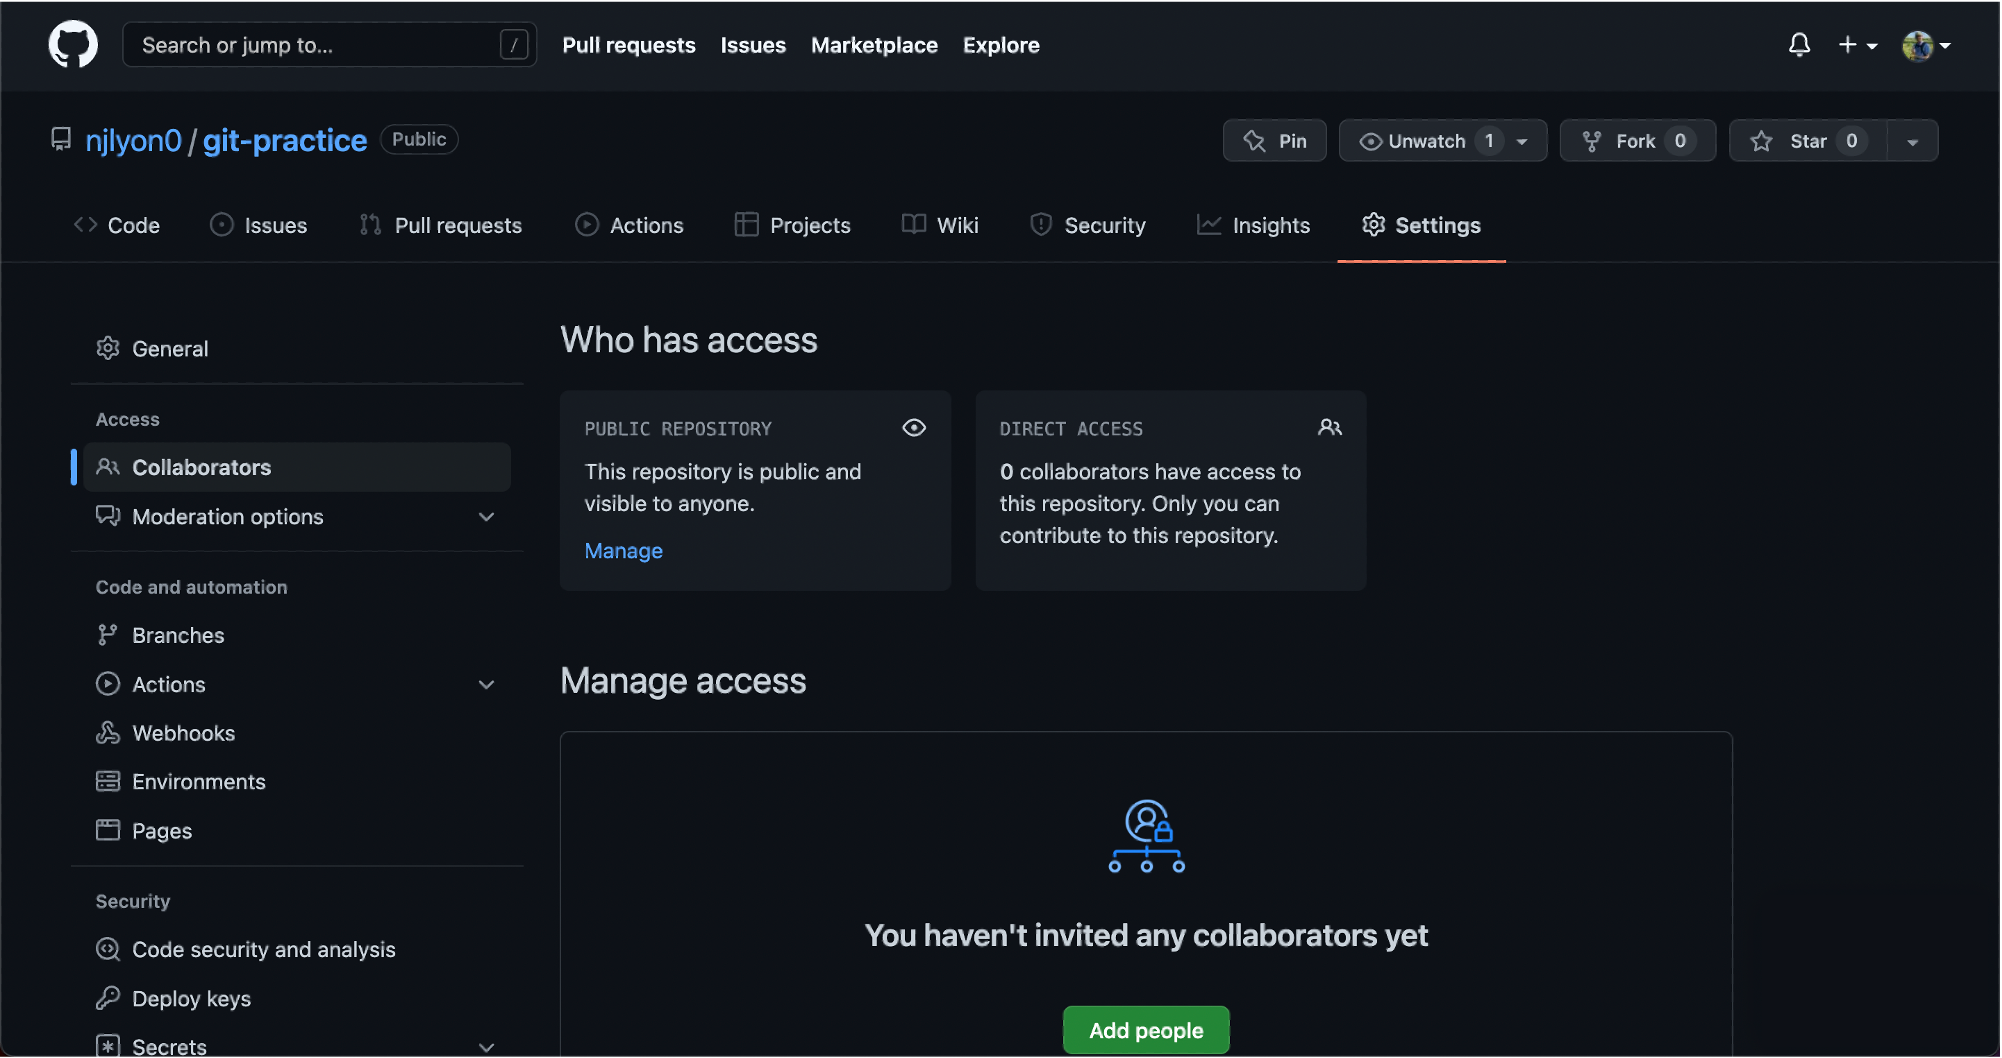 Search or jump to... /
Pull requests Issues Marketplace Explore
njlyon0 / git-practice Public
Pin Unwatch 1 Fork 0 Star 0
Code Issues Pull requests Actions Projects Wiki Security Insights Settings
General
Access
Collaborators
Moderation options
Code and automation
Branches
Actions
Webhooks
Environments
Pages
Security
Code security and analysis
Deploy keys
Secrets
Who has access
PUBLIC REPOSITORY
This repository is public and
visible to anyone.
Manage
DIRECT ACCESS
0 collaborators have access to
this repository. Only you can
contribute to this repository.
Manage access
You haven't invited any collaborators yet
Add people